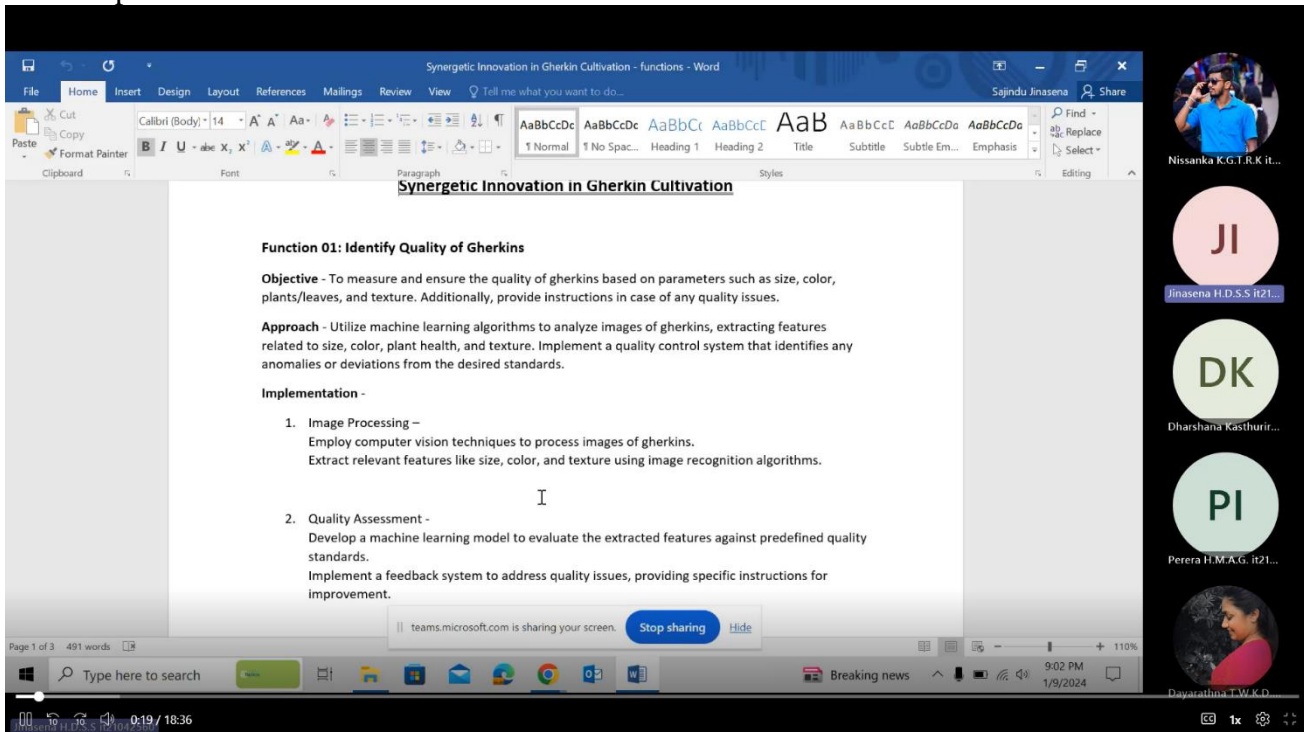 Synergetic Innovation in Gherkin Cultivation - functions - Word
File Home Insert Design Layout References Mailings Review View Tell me what you want to do... Sajindu Jinasena Share
Cut
Copy
Format Painter
Paste
Calibri (Body) 14
B I U abc X, X²
AaBbCcDc AaBbCcDc AaBbCc AaBbCcD AaB AaBbCcD AaBbCcDa AaBbCcDa
¶ Normal ¶ No Spac... Heading 1 Heading 2 Title Subtitle Subtle Em... Emphasis
Find
Replace
Select
Clipboard Font Paragraph Styles Editing
Synergetic Innovation in Gherkin Cultivation
Function 01: Identify Quality of Gherkins
Objective - To measure and ensure the quality of gherkins based on parameters such as size, color,
plants/leaves, and texture. Additionally, provide instructions in case of any quality issues.
Approach - Utilize machine learning algorithms to analyze images of gherkins, extracting features
related to size, color, plant health, and texture. Implement a quality control system that identifies any
anomalies or deviations from the desired standards.
Implementation -
1. Image Processing –
Employ computer vision techniques to process images of gherkins.
Extract relevant features like size, color, and texture using image recognition algorithms.
2. Quality Assessment -
Develop a machine learning model to evaluate the extracted features against predefined quality
standards.
Implement a feedback system to address quality issues, providing specific instructions for
improvement.
teams.microsoft.com is sharing your screen. Stop sharing Hide
Page 1 of 3 491 words
110%
Type here to search
Breaking news
9:02 PM
1/9/2024
Nissanka K.G.T.R.K it...
JI
Jinasena H.D.S.S it21...
DK
Dharshana Kasthurir...
PI
Perera H.M.A.G. it21...
Dayarathna T.W.K.D....
10 10 0:19 / 18:36
Jinasena H.D.S.S it21042560
CC 1x